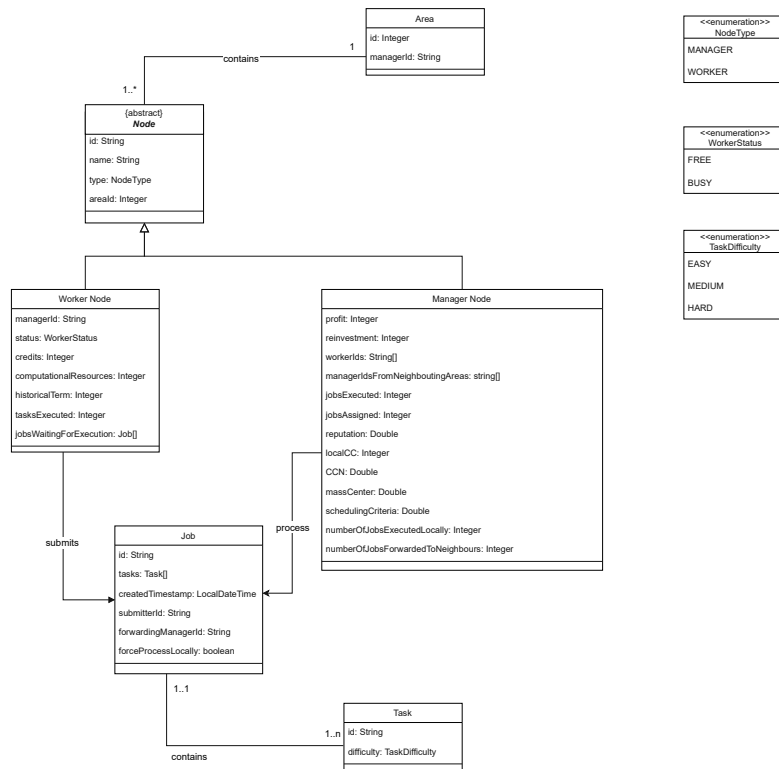 Area
id: Integer
managerId: String
1
contains
1..*
{abstract}
Node
id: String
name: String
type: NodeType
areaId: Integer
<<enumeration>>
NodeType
MANAGER
WORKER
<<enumeration>>
WorkerStatus
FREE
BUSY
<<enumeration>>
TaskDifficulty
EASY
MEDIUM
HARD
Worker Node
managerId: String
status: WorkerStatus
credits: Integer
computationalResources: Integer
historicalTerm: Integer
tasksExecuted: Integer
jobsWaitingForExecution: Job[]
Manager Node
profit: Integer
reinvestment: Integer
workerIds: String[]
managerIdsFromNeighboutingAreas: string[]
jobsExecuted: Integer
jobsAssigned: Integer
reputation: Double
localCC: Integer
CCN: Double
massCenter: Double
schedulingCriteria: Double
numberOfJobsExecutedLocally: Integer
numberOfJobsForwardedToNeighbours: Integer
submits
process
Job
id: String
tasks: Task[]
createdTimestamp: LocalDateTime
submitterId: String
forwardingManagerId: String
forceProcessLocally: boolean
1..1
1..n
contains
Task
id: String
difficulty: TaskDifficulty